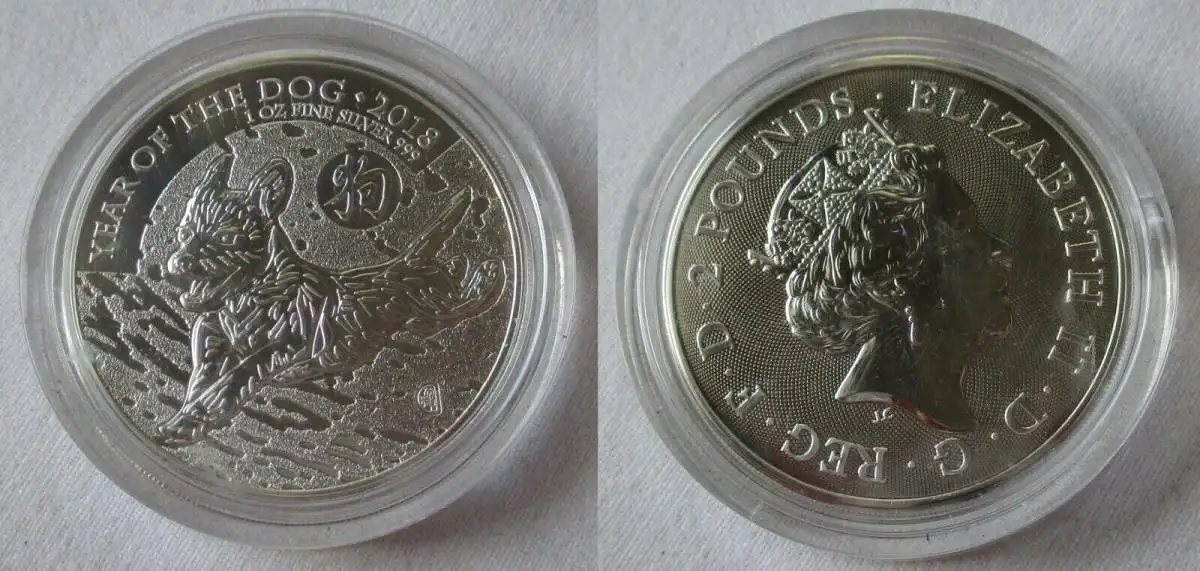 YEAR OF THE DOG · 2018
1 OZ FINE SILVER 999
狗
ELIZABETH II · D · G · REG · F · D · 2 POUNDS ·